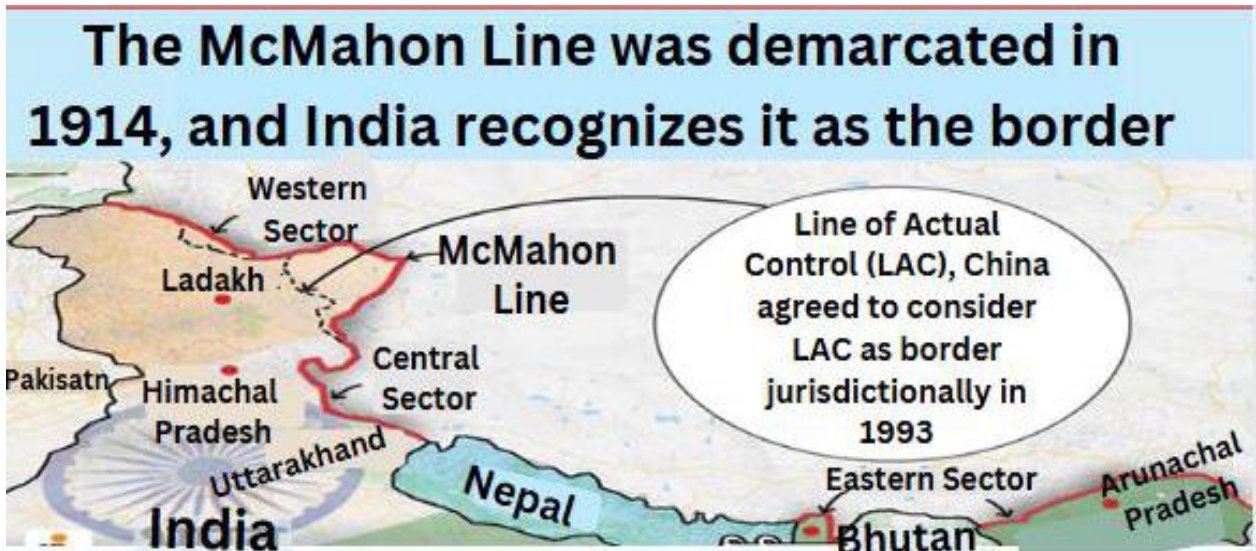 The McMahon Line was demarcated in
1914, and India recognizes it as the border
Western
Sector
Ladakh
McMahon
Line
Line of Actual
Control (LAC), China
agreed to consider
LAC as border
jurisdictionally in
1993
Pakisatn
Himachal
Pradesh
Central
Sector
Uttarakhand
India
Nepal
Eastern Sector
Bhutan
Arunachal
Pradesh